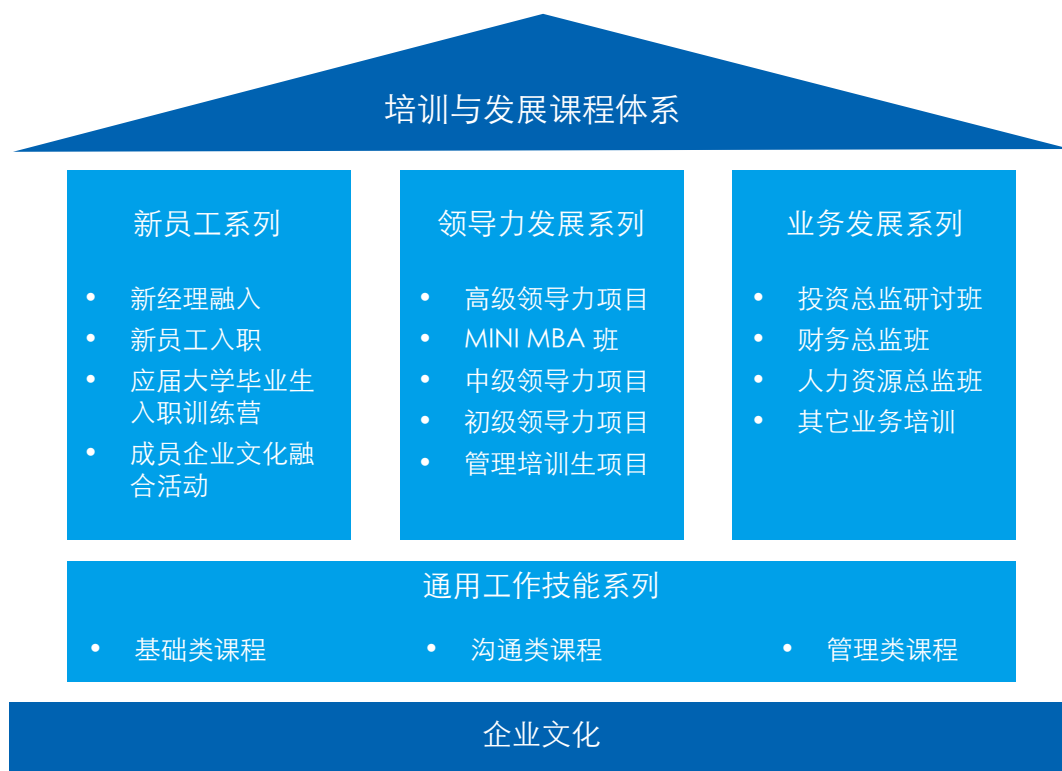 培训与发展课程体系
新员工系列
• 新经理融入
• 新员工入职
• 应届大学毕业生
入职训练营
• 成员企业文化融
合活动
领导力发展系列
• 高级领导力项目
• MINI MBA 班
• 中级领导力项目
• 初级领导力项目
• 管理培训生项目
业务发展系列
• 投资总监研讨班
• 财务总监班
• 人力资源总监班
• 其它业务培训
通用工作技能系列
• 基础类课程
• 沟通类课程
• 管理类课程
企业文化